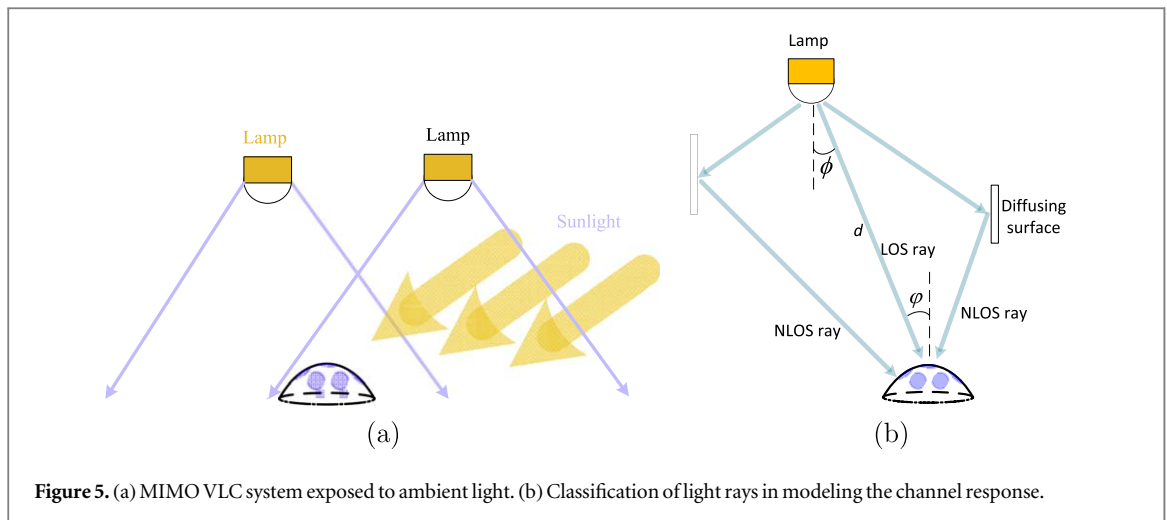 Lamp
Lamp
Sunlight
(a)
Lamp
ϕ
d
LOS ray
φ
Diffusing
surface
NLOS ray
NLOS ray
(b)
Figure 5. (a) MIMO VLC system exposed to ambient light. (b) Classification of light rays in modeling the channel response.